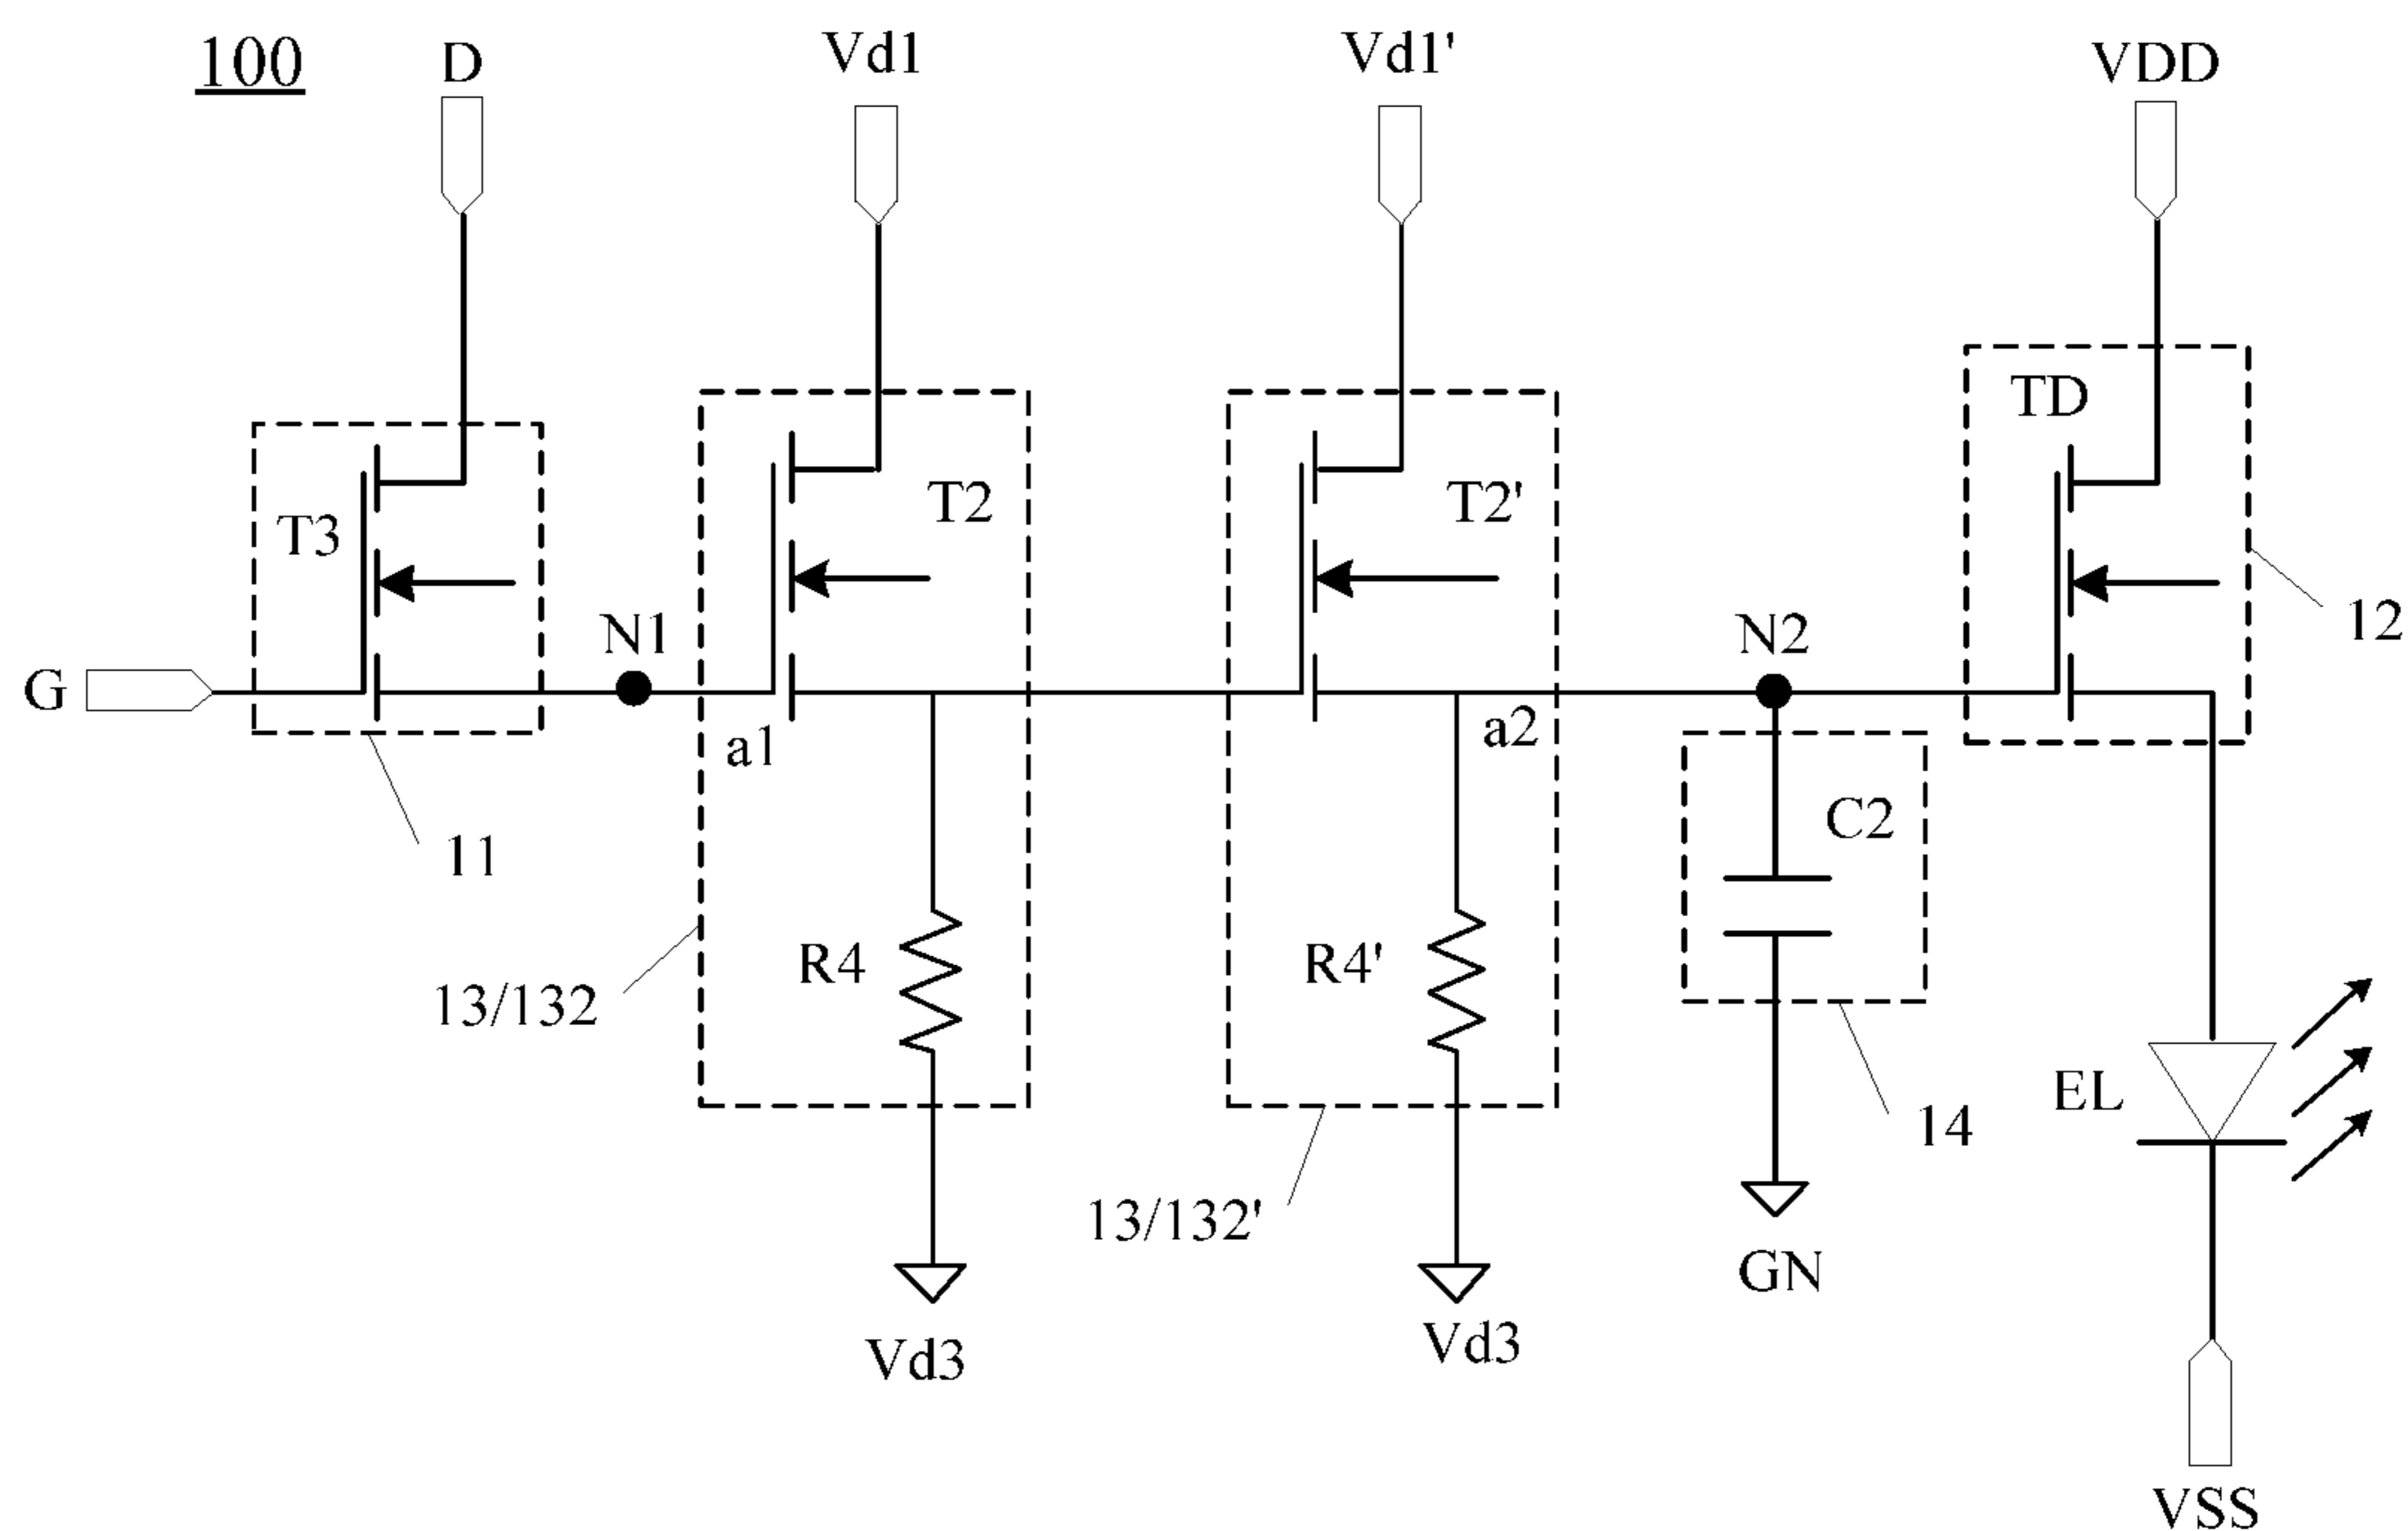 100
D
Vd1
Vd1'
VDD
TD
T3
T2
T2'
12
N1
N2
G
a1
a2
C2
11
R4
R4'
13/132
EL
14
13/132'
GN
Vd3
Vd3
VSS